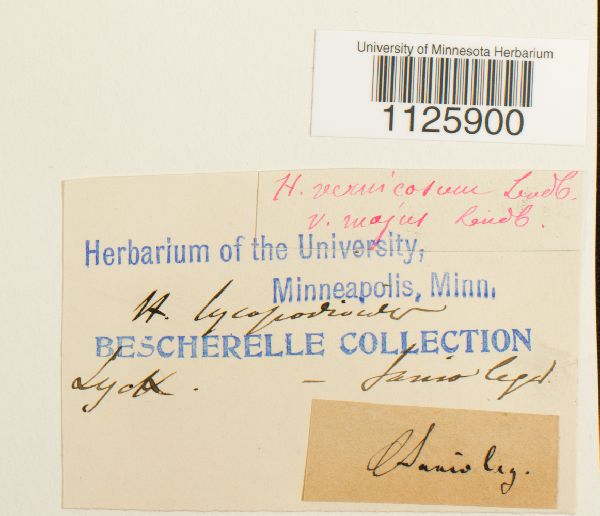 University of Minnesota Herbarium
1125900
H. vernicosum Lindb.
v. majus Lindb.
Herbarium of the University,
Minneapolis, Minn.
H. lycopodioides
BESCHERELLE COLLECTION
Lyck. – Sanio legit
Sanio leg.